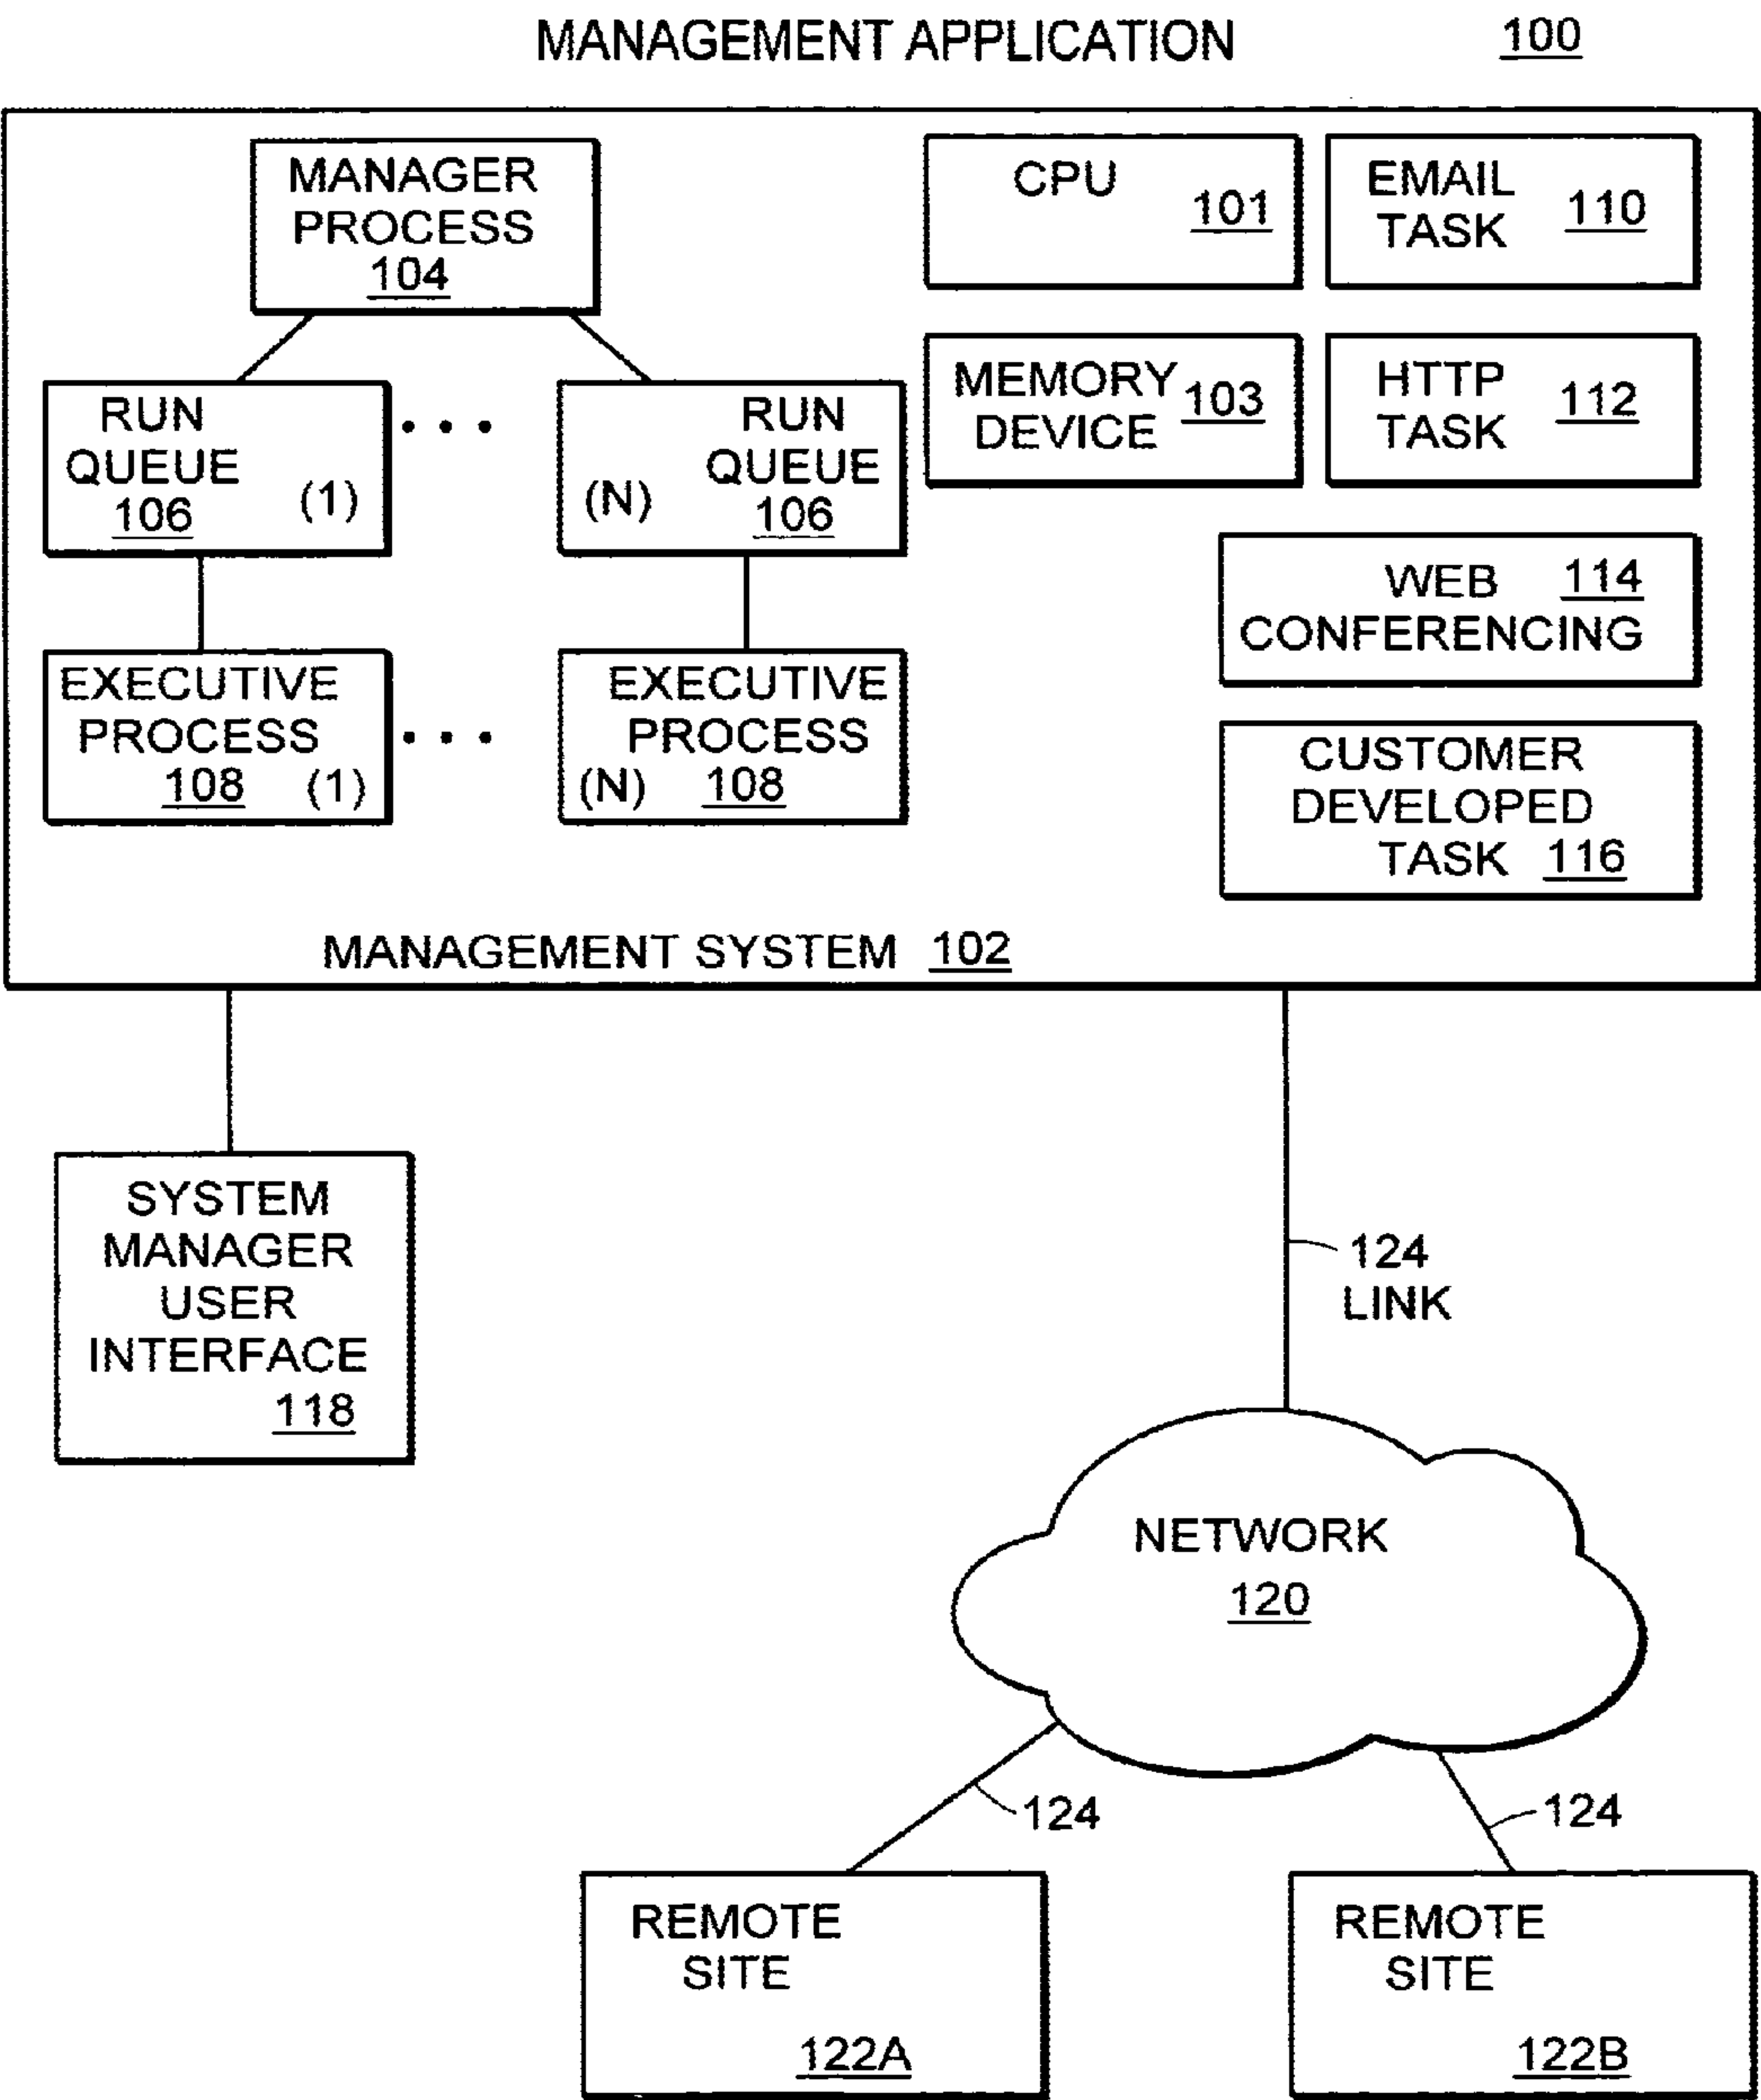 MANAGEMENT APPLICATION 100
MANAGER
PROCESS
104
CPU
101
EMAIL
TASK
110
RUN
QUEUE
106
(1)
• • •
(N)
RUN
QUEUE
106
MEMORY
DEVICE
103
HTTP
TASK
112
WEB
CONFERENCING
114
EXECUTIVE
PROCESS
108 (1)
• • •
EXECUTIVE
PROCESS
(N) 108
CUSTOMER
DEVELOPED
TASK 116
MANAGEMENT SYSTEM 102
SYSTEM
MANAGER
USER
INTERFACE
118
124
LINK
NETWORK
120
124
124
REMOTE
SITE
122A
REMOTE
SITE
122B